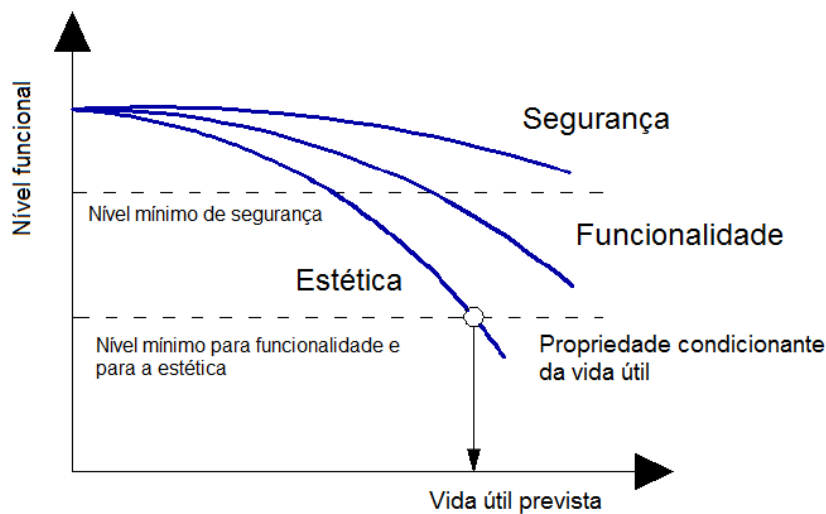 Nível funcional
Segurança
Nível mínimo de segurança
Funcionalidade
Estética
Nível mínimo para funcionalidade e
para a estética
Propriedade condicionante
da vida útil
Vida útil prevista